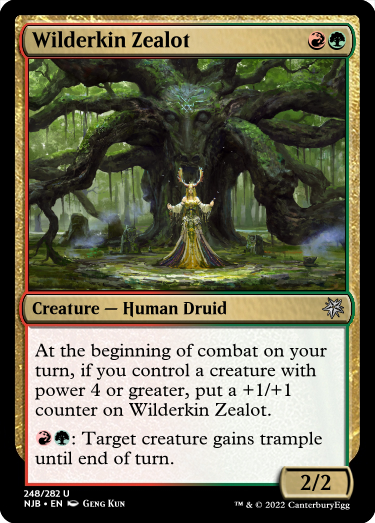 Wilderkin Zealot
Creature — Human Druid
At the beginning of combat on your
turn, if you control a creature with
power 4 or greater, put a +1/+1
counter on Wilderkin Zealot.
: Target creature gains trample
until end of turn.
2/2
248/282 U
NJB • EN Geng Kun
™ & © 2022 CanterburyEgg